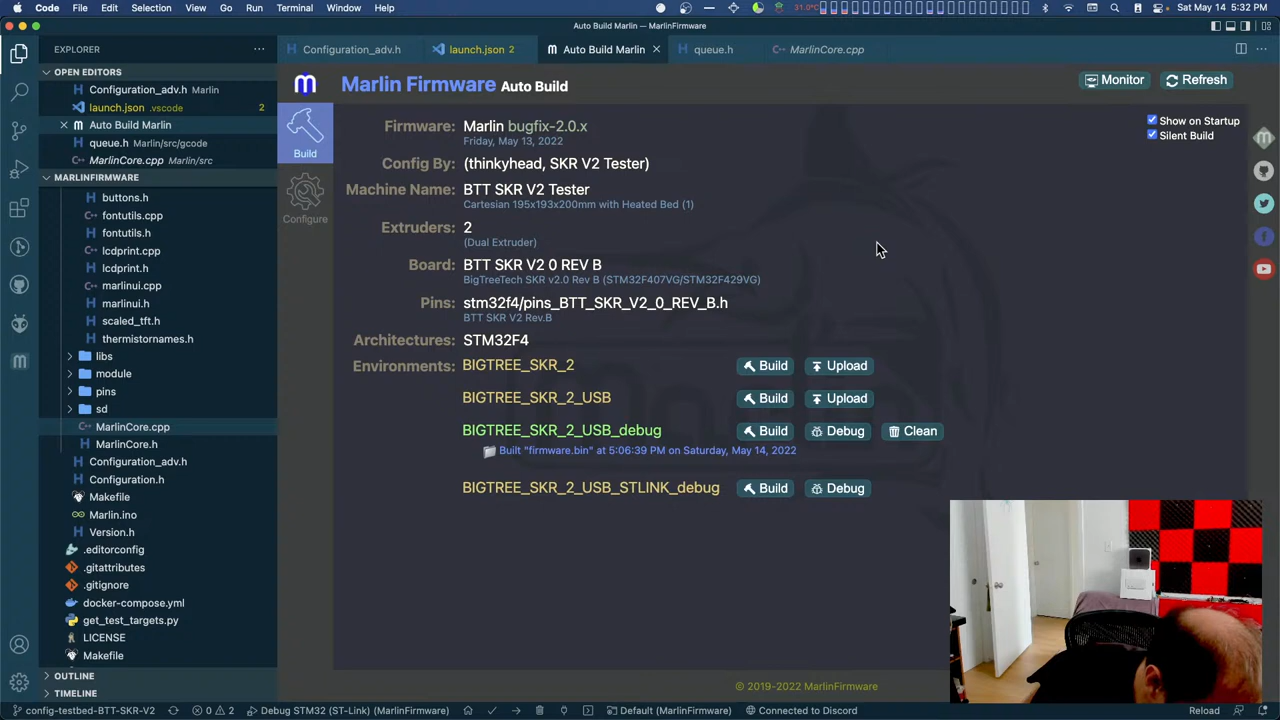 Code File Edit Selection View Go Run Terminal Window Help 31.0°C Sat May 14 5:32 PM
Auto Build Marlin — MarlinFirmware
EXPLORER
Configuration_adv.h launch.json 2 Auto Build Marlin queue.h MarlinCore.cpp
OPEN EDITORS
Configuration_adv.h Marlin
launch.json .vscode 2
Auto Build Marlin
queue.h Marlin/src/gcode
MarlinCore.cpp Marlin/src
MARLINFIRMWARE
buttons.h
fontutils.cpp
fontutils.h
lcdprint.cpp
lcdprint.h
marlinui.cpp
marlinui.h
scaled_tft.h
thermistornames.h
libs
module
pins
sd
MarlinCore.cpp
MarlinCore.h
Configuration_adv.h
Configuration.h
Makefile
Marlin.ino
Version.h
.editorconfig
.gitattributes
.gitignore
docker-compose.yml
get_test_targets.py
LICENSE
Makefile
OUTLINE
TIMELINE
Marlin Firmware Auto Build
Monitor Refresh
Show on Startup
Silent Build
Build
Configure
Firmware: Marlin bugfix-2.0.x
Friday, May 13, 2022
Config By: (thinkyhead, SKR V2 Tester)
Machine Name: BTT SKR V2 Tester
Cartesian 195x193x200mm with Heated Bed (1)
Extruders: 2
(Dual Extruder)
Board: BTT SKR V2 0 REV B
BigTreeTech SKR v2.0 Rev B (STM32F407VG/STM32F429VG)
Pins: stm32f4/pins_BTT_SKR_V2_0_REV_B.h
BTT SKR V2 Rev.B
Architectures: STM32F4
Environments: BIGTREE_SKR_2 Build Upload
BIGTREE_SKR_2_USB Build Upload
BIGTREE_SKR_2_USB_debug Build Debug Clean
Built "firmware.bin" at 5:06:39 PM on Saturday, May 14, 2022
BIGTREE_SKR_2_USB_STLINK_debug Build Debug
© 2019-2022 MarlinFirmware
config-testbed-BTT-SKR-V2 0 2 Debug STM32 (ST-Link) (MarlinFirmware) Default (MarlinFirmware) Connected to Discord Reload